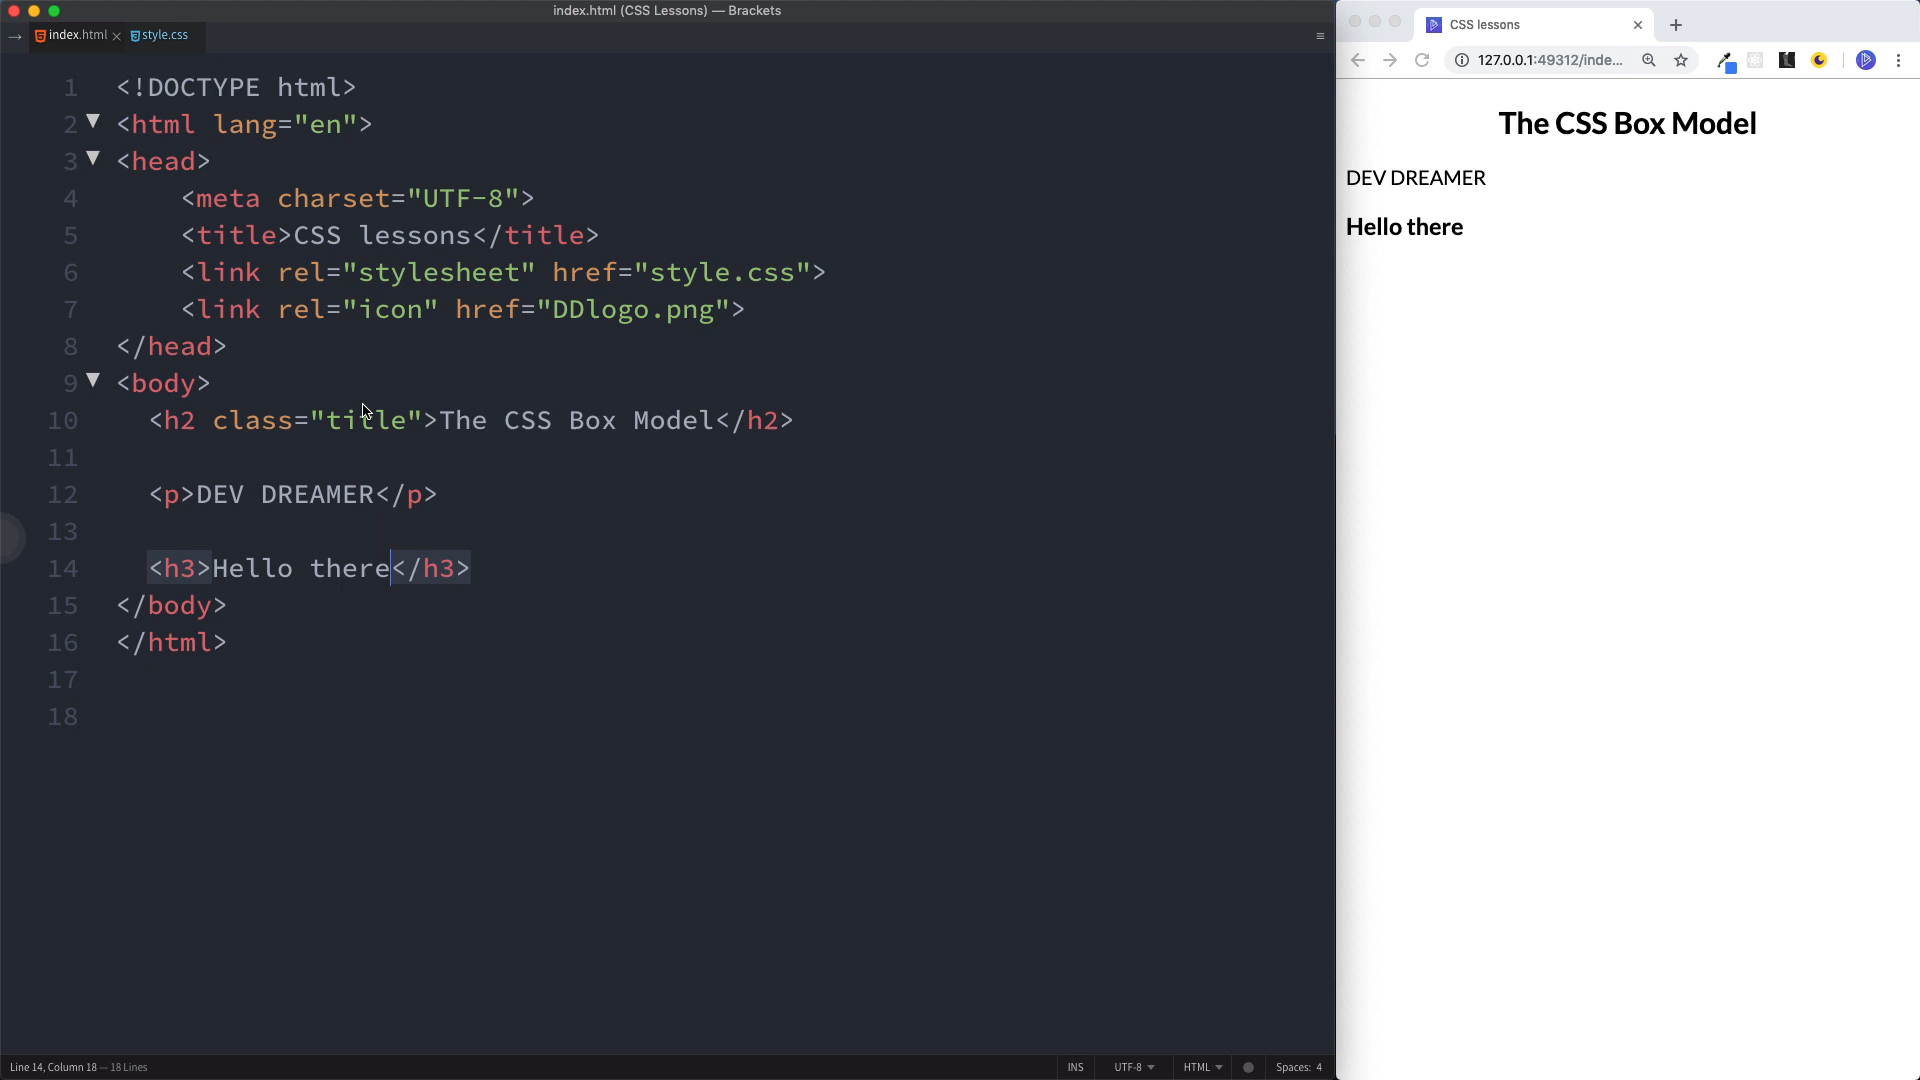 index.html (CSS Lessons) — Brackets
index.html
style.css
1 <!DOCTYPE html>
2 <html lang="en">
3 <head>
4 <meta charset="UTF-8">
5 <title>CSS lessons</title>
6 <link rel="stylesheet" href="style.css">
7 <link rel="icon" href="DDlogo.png">
8 </head>
9 <body>
10 <h2 class="title">The CSS Box Model</h2>
11
12 <p>DEV DREAMER</p>
13
14 <h3>Hello there</h3>
15 </body>
16 </html>
17
18
Line 14, Column 18 — 18 Lines
INS
UTF-8
HTML
Spaces: 4
CSS lessons
127.0.0.1:49312/inde...
The CSS Box Model
DEV DREAMER
Hello there